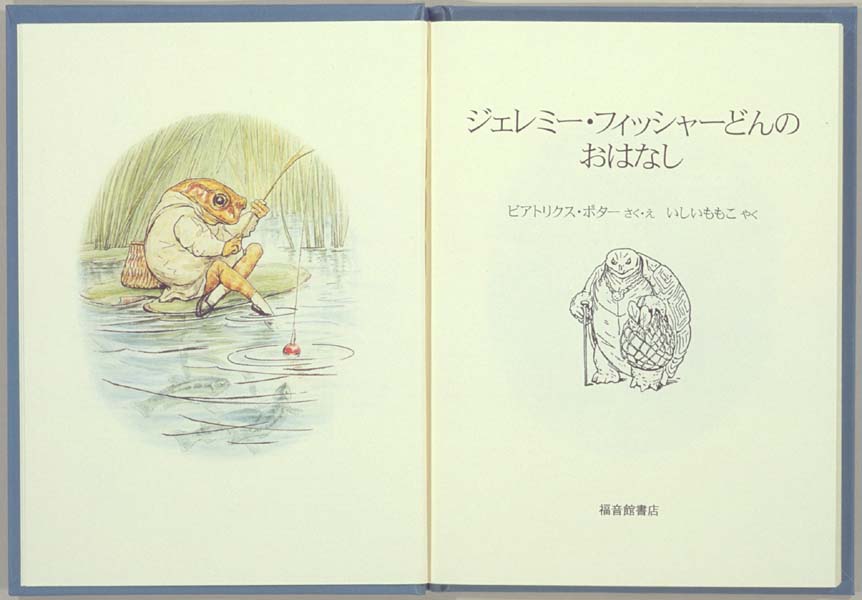 ジェレミー・フィッシャーどんの
おはなし
ビアトリクス・ポター さく・え いしいももこ やく
福音館書店